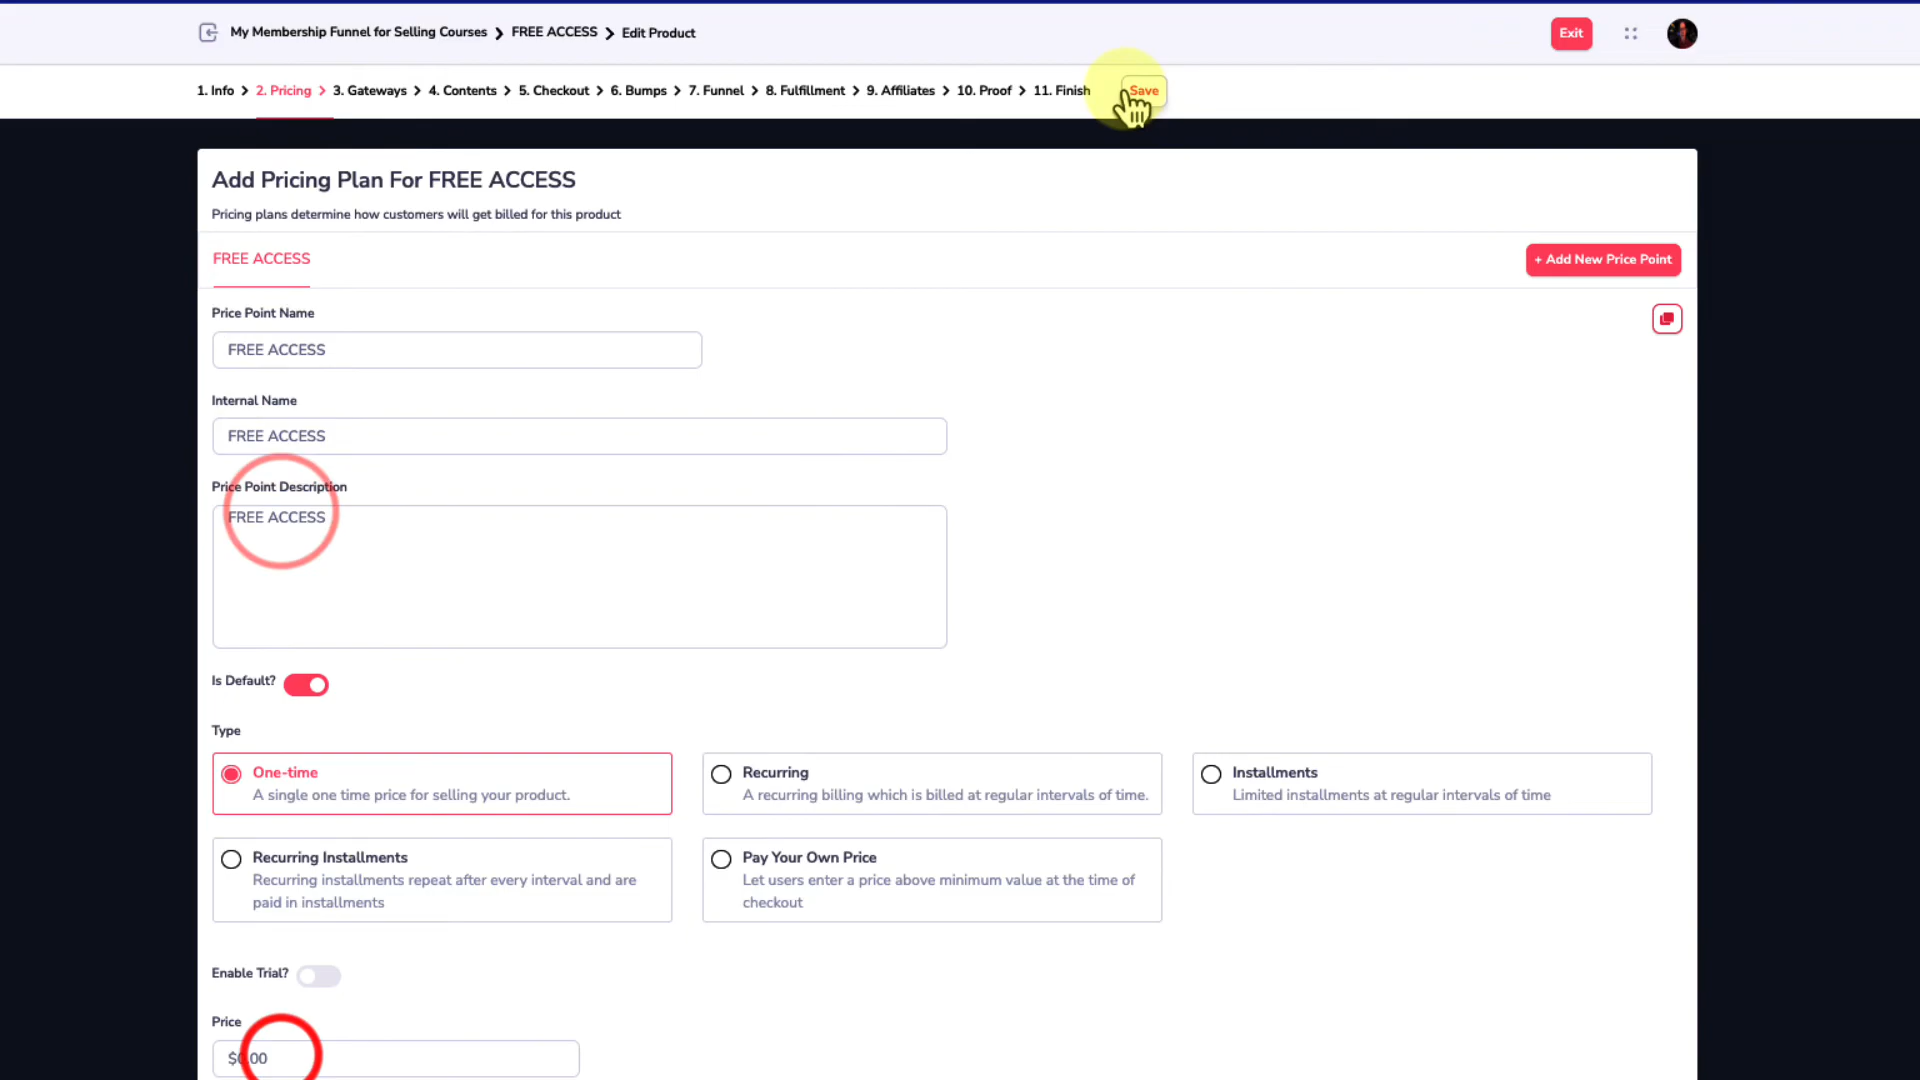 My Membership Funnel for Selling Courses FREE ACCESS Edit Product
Exit
1. Info 2. Pricing 3. Gateways 4. Contents 5. Checkout 6. Bumps 7. Funnel 8. Fulfillment 9. Affiliates 10. Proof 11. Finish Save
Add Pricing Plan For FREE ACCESS
Pricing plans determine how customers will get billed for this product
FREE ACCESS
+ Add New Price Point
Price Point Name
FREE ACCESS
Internal Name
FREE ACCESS
Price Point Description
FREE ACCESS
Is Default?
Type
One-time
A single one time price for selling your product.
Recurring
A recurring billing which is billed at regular intervals of time.
Installments
Limited installments at regular intervals of time
Recurring Installments
Recurring installments repeat after every interval and are
paid in installments
Pay Your Own Price
Let users enter a price above minimum value at the time of
checkout
Enable Trial?
Price
$0.00